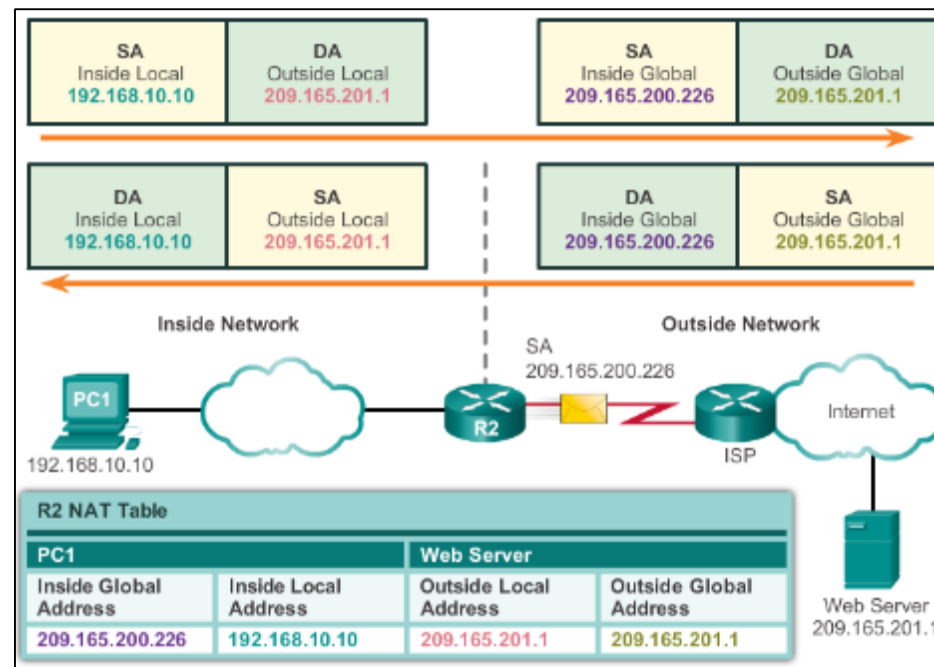 SA
Inside Local
192.168.10.10
DA
Outside Local
209.165.201.1
SA
Inside Global
209.165.200.226
DA
Outside Global
209.165.201.1
DA
Inside Local
192.168.10.10
SA
Outside Local
209.165.201.1
DA
Inside Global
209.165.200.226
SA
Outside Global
209.165.201.1
Inside Network
Outside Network
SA
209.165.200.226
PC1
R2
ISP
Internet
192.168.10.10
R2 NAT Table
PC1
Web Server
Inside Global
Address
Inside Local
Address
Outside Local
Address
Outside Global
Address
209.165.200.226
192.168.10.10
209.165.201.1
209.165.201.1
Web Server
209.165.201.1